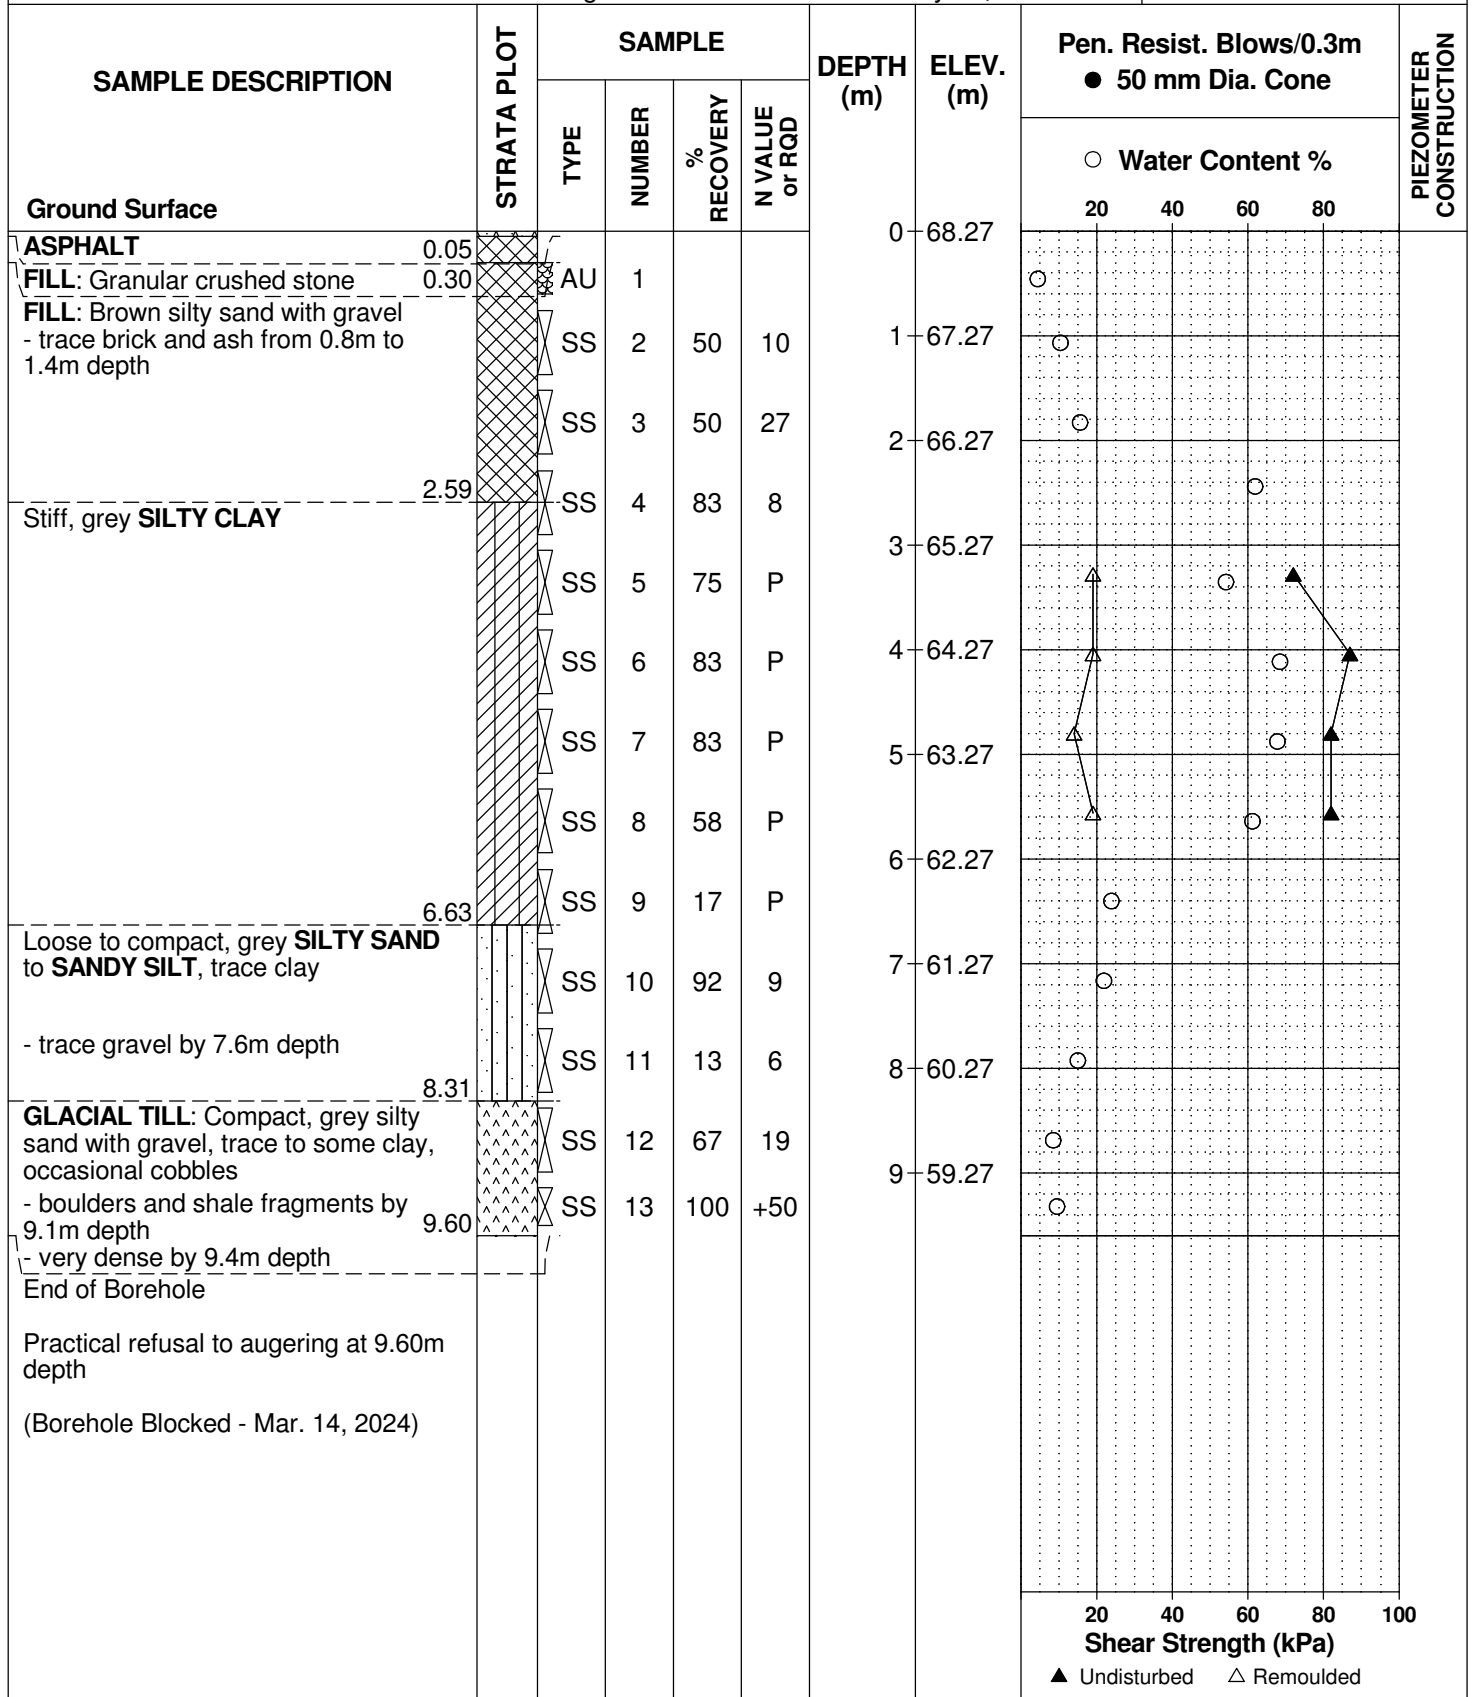 SAMPLE DESCRIPTION
STRATA PLOT
SAMPLE
TYPE
NUMBER
% RECOVERY
N VALUE or RQD
DEPTH (m)
ELEV. (m)
Pen. Resist. Blows/0.3m
● 50 mm Dia. Cone
○ Water Content %
20 40 60 80
PIEZOMETER CONSTRUCTION
Ground Surface
0 68.27
ASPHALT 0.05
FILL: Granular crushed stone 0.30
AU 1
FILL: Brown silty sand with gravel
- trace brick and ash from 0.8m to
1.4m depth
SS 2 50 10
1 67.27
SS 3 50 27
2 66.27
2.59
SS 4 83 8
Stiff, grey SILTY CLAY
3 65.27
SS 5 75 P
4 64.27
SS 6 83 P
SS 7 83 P
5 63.27
SS 8 58 P
6 62.27
SS 9 17 P
6.63
Loose to compact, grey SILTY SAND
to SANDY SILT, trace clay
7 61.27
SS 10 92 9
- trace gravel by 7.6m depth
SS 11 13 6
8 60.27
8.31
GLACIAL TILL: Compact, grey silty
sand with gravel, trace to some clay,
occasional cobbles
SS 12 67 19
9 59.27
- boulders and shale fragments by
9.1m depth
SS 13 100 +50
9.60
- very dense by 9.4m depth
End of Borehole
Practical refusal to augering at 9.60m
depth
(Borehole Blocked - Mar. 14, 2024)
20 40 60 80 100
Shear Strength (kPa)
▲ Undisturbed △ Remoulded